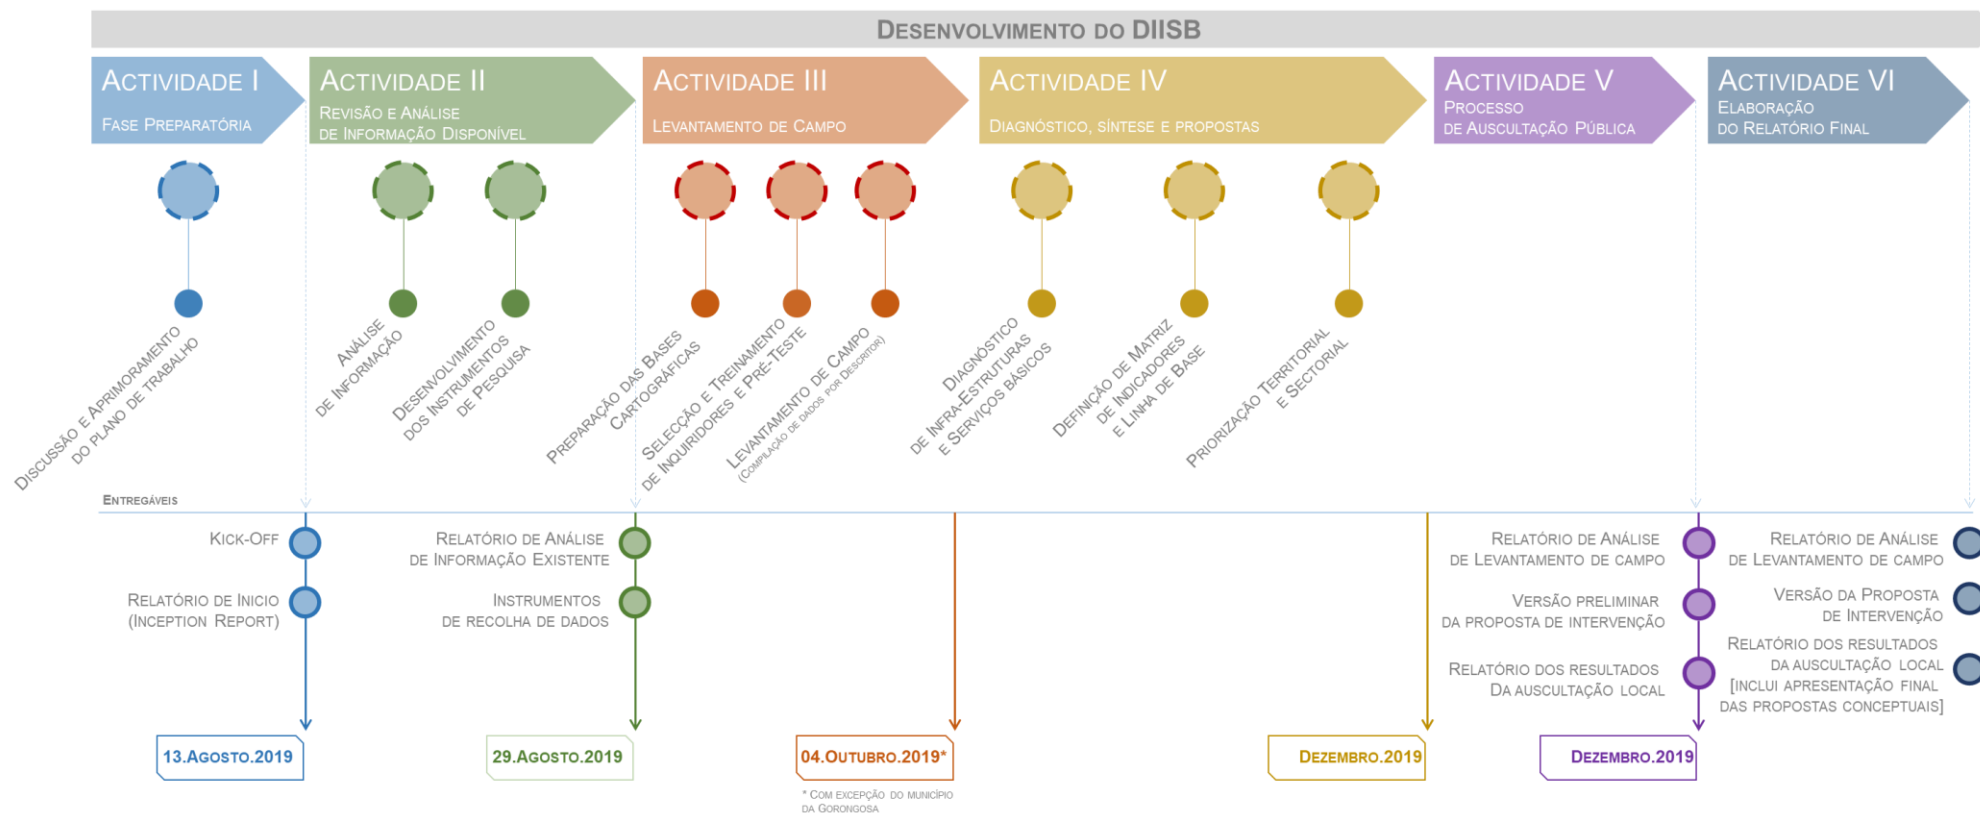 Desenvolvimento do DIISB
Actividade I
Fase Preparatória
Actividade II
Revisão e Análise
de Informação Disponível
Actividade III
Levantamento de Campo
Actividade IV
Diagnóstico, síntese e propostas
Actividade V
Processo
de Auscultação Pública
Actividade VI
Elaboração
do Relatório Final
Discussão e Aprimoramento
do plano de trabalho
Análise
de Informação
Desenvolvimento
dos Instrumentos
de Pesquisa
Preparação das Bases
Cartográficas
Selecção e Treinamento
de Inquiridores e Pré-Teste
Levantamento de Campo
(Compilação de dados por Descritor)
Diagnóstico
de Infra-Estruturas
e Serviços básicos
Definição de Matriz
de Indicadores
e Linha de Base
Priorização Territorial
e Sectorial
Entregáveis
Kick-Off
Relatório de Inicio
(Inception Report)
Relatório de Análise
de Informação Existente
Instrumentos
de recolha de dados
Relatório de Análise
de Levantamento de campo
Versão preliminar
da proposta de intervenção
Relatório dos resultados
Da auscultação local
Relatório de Análise
de Levantamento de campo
Versão da Proposta
de Intervenção
Relatório dos resultados
da auscultação local
[inclui apresentação final
das propostas conceptuais]
13.Agosto.2019
29.Agosto.2019
04.Outubro.2019*
Dezembro.2019
Dezembro.2019
* Com excepção do município
da Gorongosa